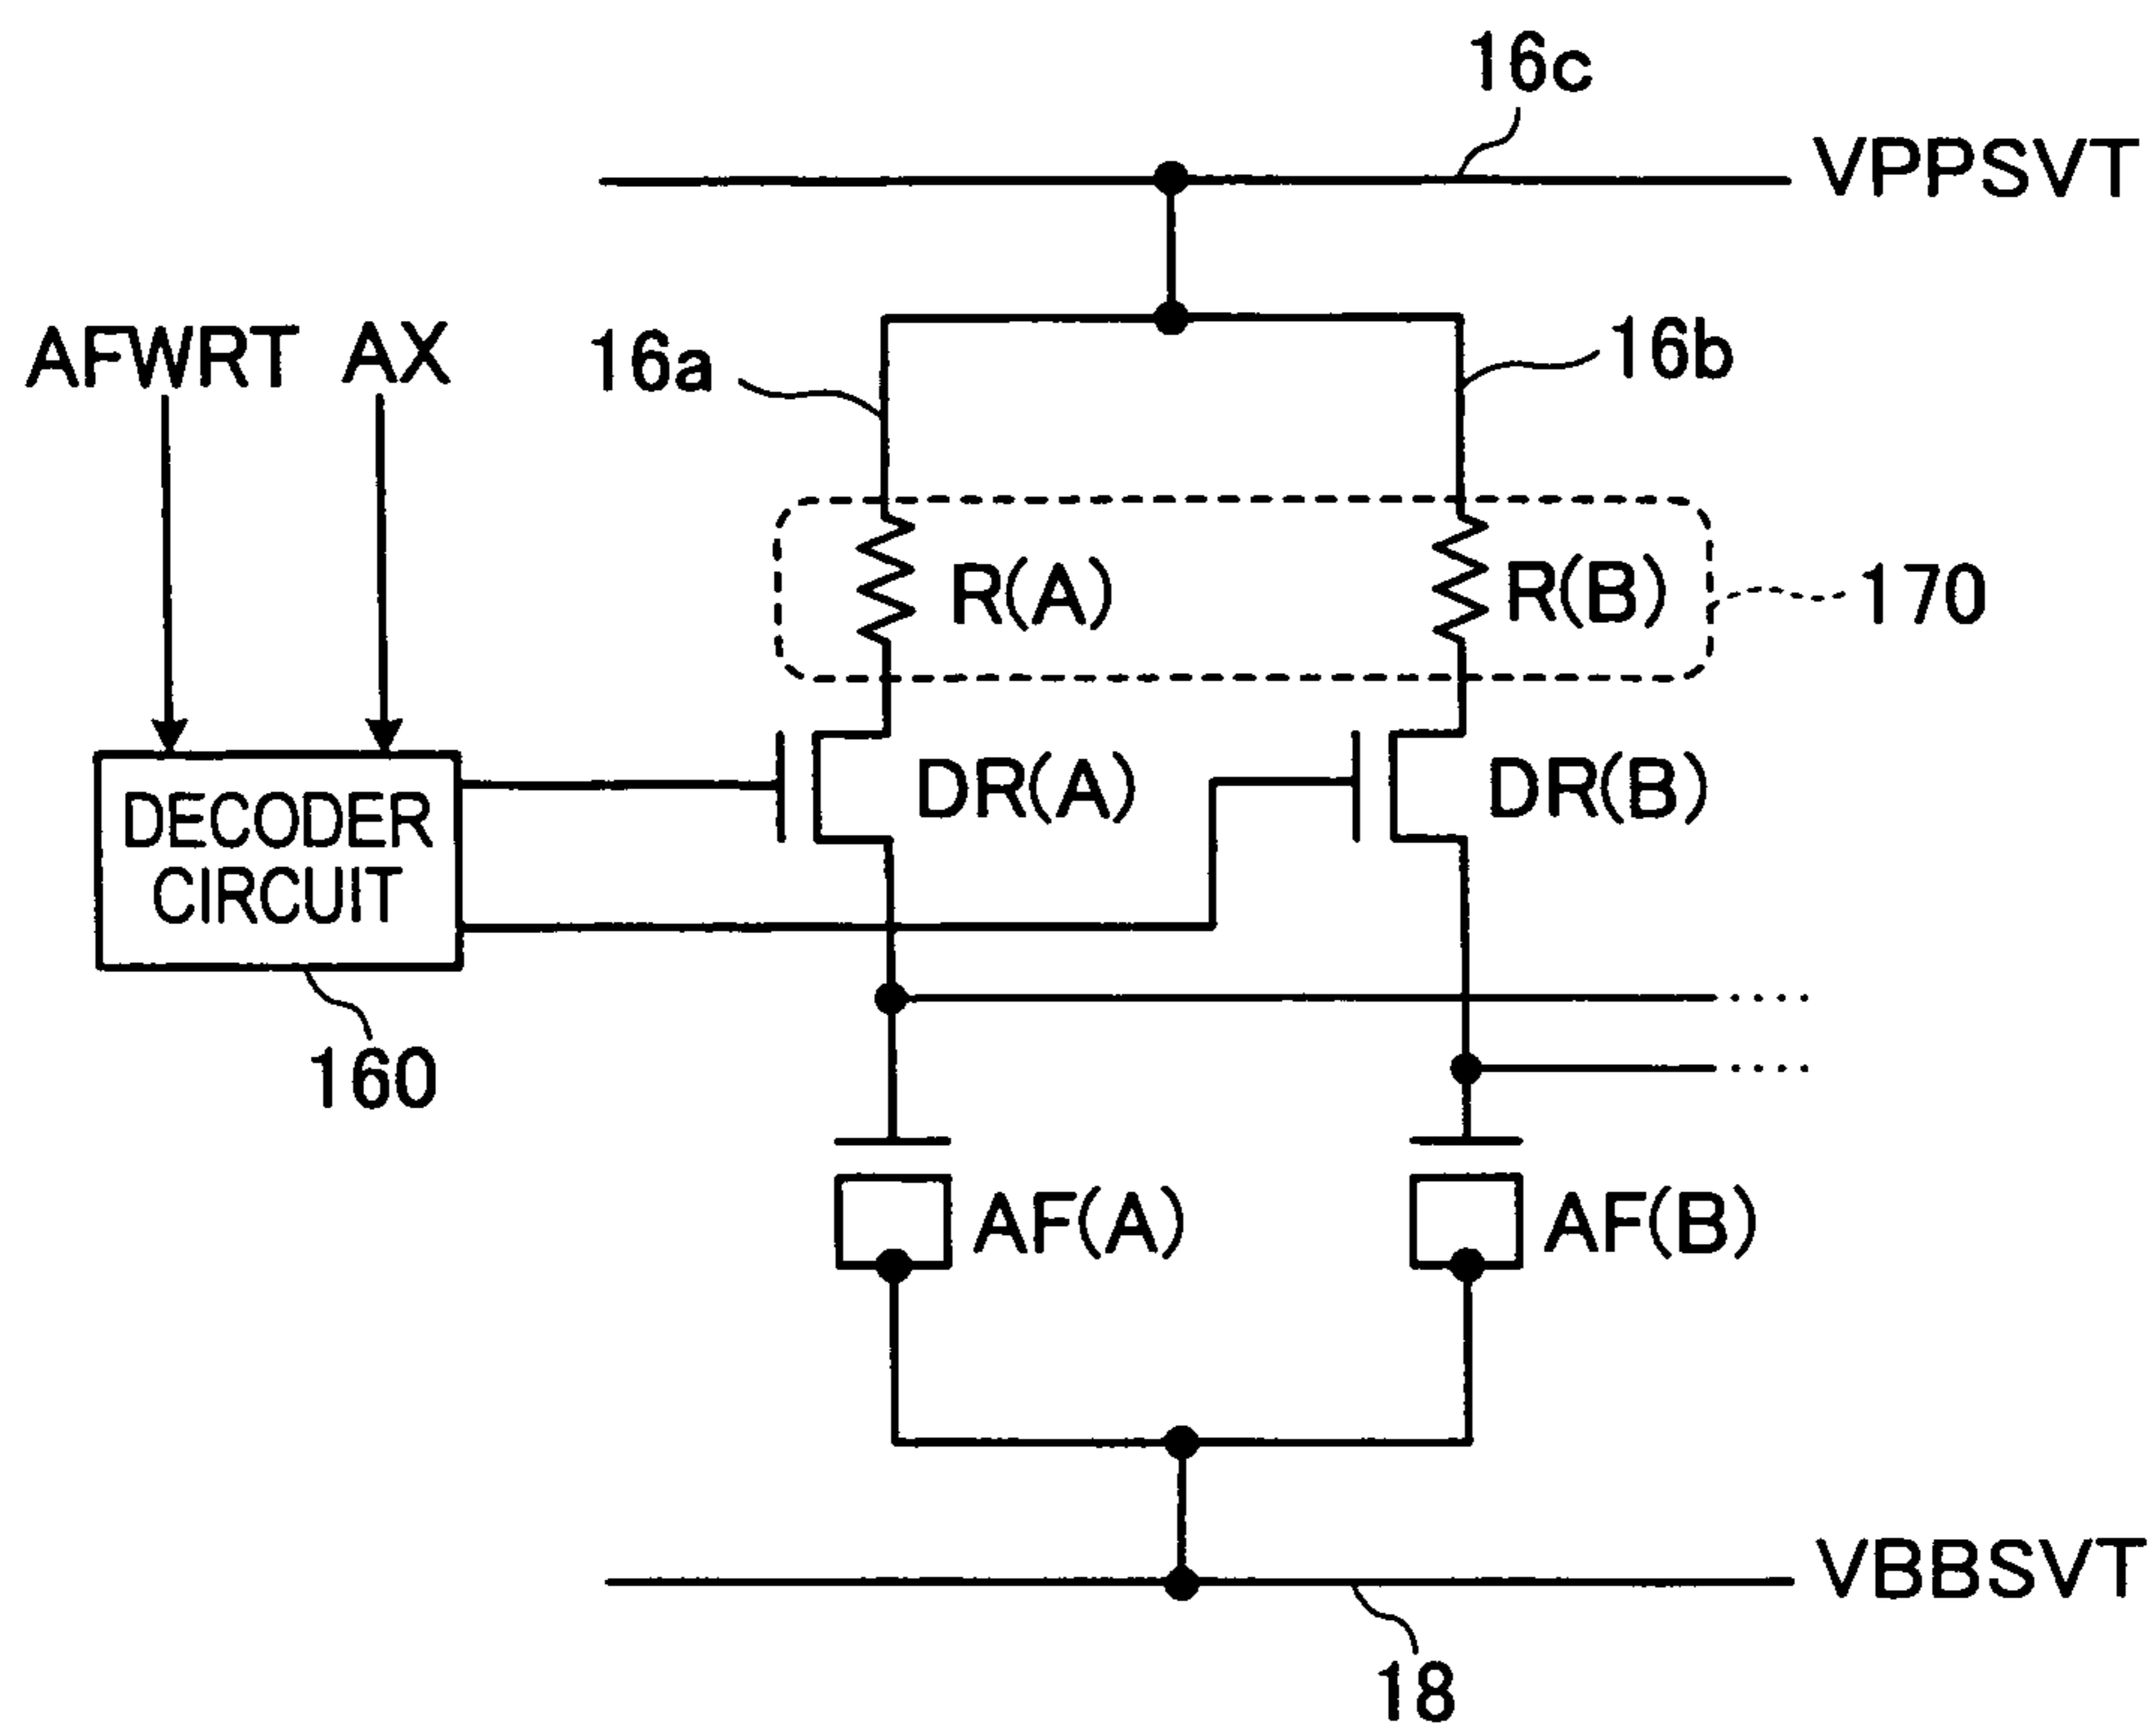 16c
VPPSVT
AFWRT
AX
16a
16b
R(A)
R(B)
170
DECODER
CIRCUIT
DR(A)
DR(B)
160
AF(A)
AF(B)
VBBSVT
18